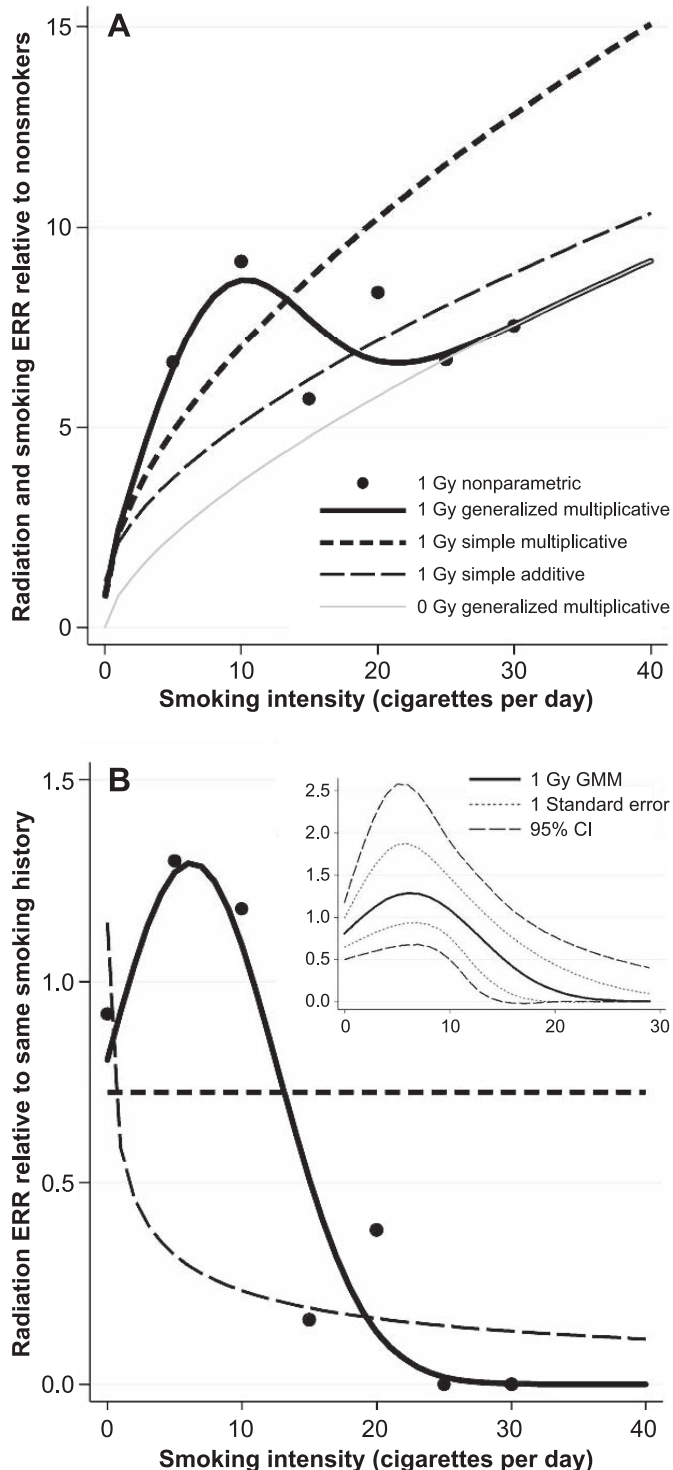 A
Radiation and smoking ERR relative to nonsmokers
15
10
5
0
1 Gy nonparametric
1 Gy generalized multiplicative
1 Gy simple multiplicative
1 Gy simple additive
0 Gy generalized multiplicative
0 10 20 30 40
Smoking intensity (cigarettes per day)
B
Radiation ERR relative to same smoking history
1.5
1.0
0.5
0.0
2.5
2.0
1.5
1.0
0.5
0.0
1 Gy GMM
1 Standard error
95% CI
0 10 20 30
0 10 20 30 40
Smoking intensity (cigarettes per day)